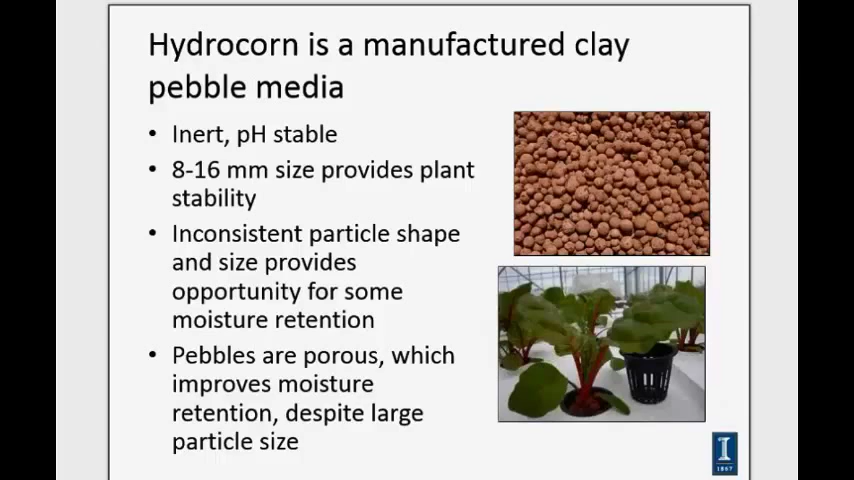 Hydrocorn is a manufactured clay
pebble media
• Inert, pH stable
• 8-16 mm size provides plant
stability
• Inconsistent particle shape
and size provides
opportunity for some
moisture retention
• Pebbles are porous, which
improves moisture
retention, despite large
particle size
I
1867